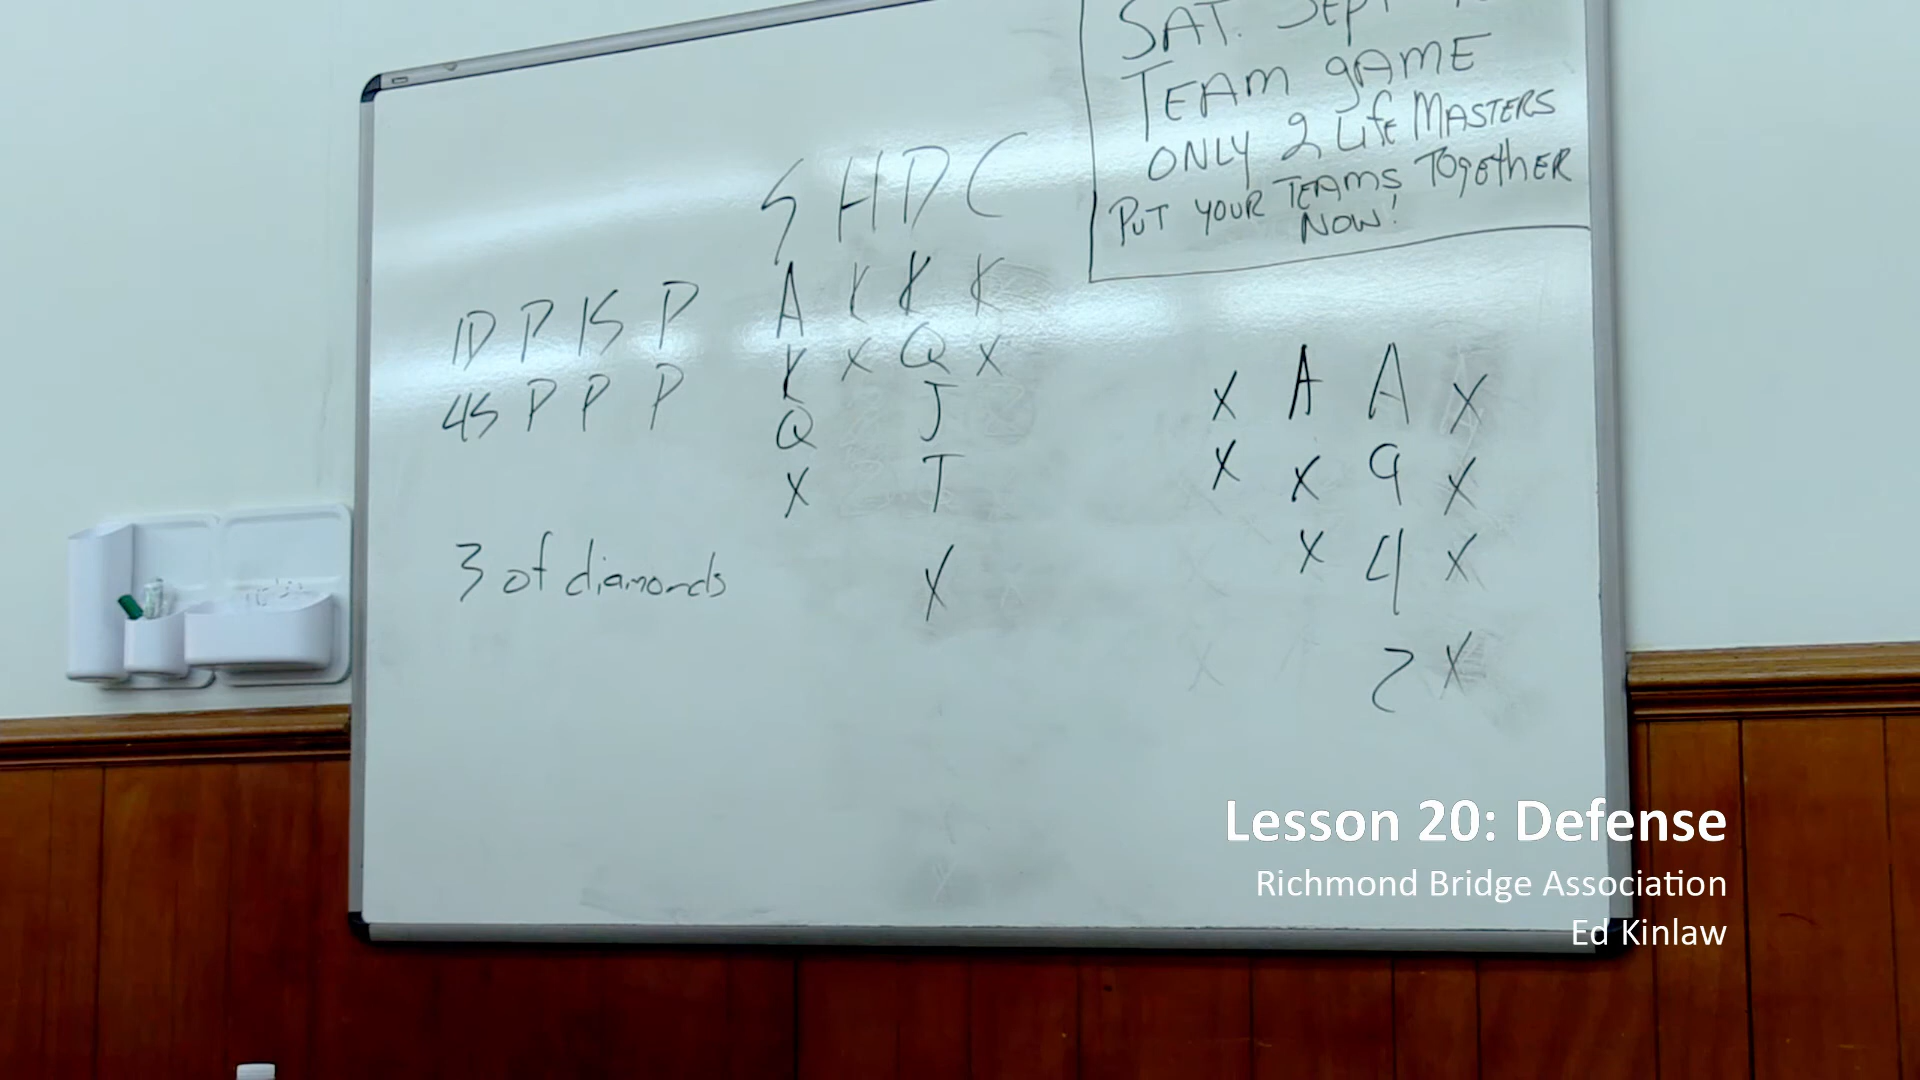 SAT. Sept
TEAM gAME
ONLY 2 Life MASTERS
PUT YOUR TEAMS TOgethER
NOW!
S H D C
1D P 1S P
4S P P P
A K K K
K X Q X
Q J
X T
X
3 of diamonds
X A A X
X X 9 X
X 4 X
2 X
Lesson 20: Defense
Richmond Bridge Association
Ed Kinlaw